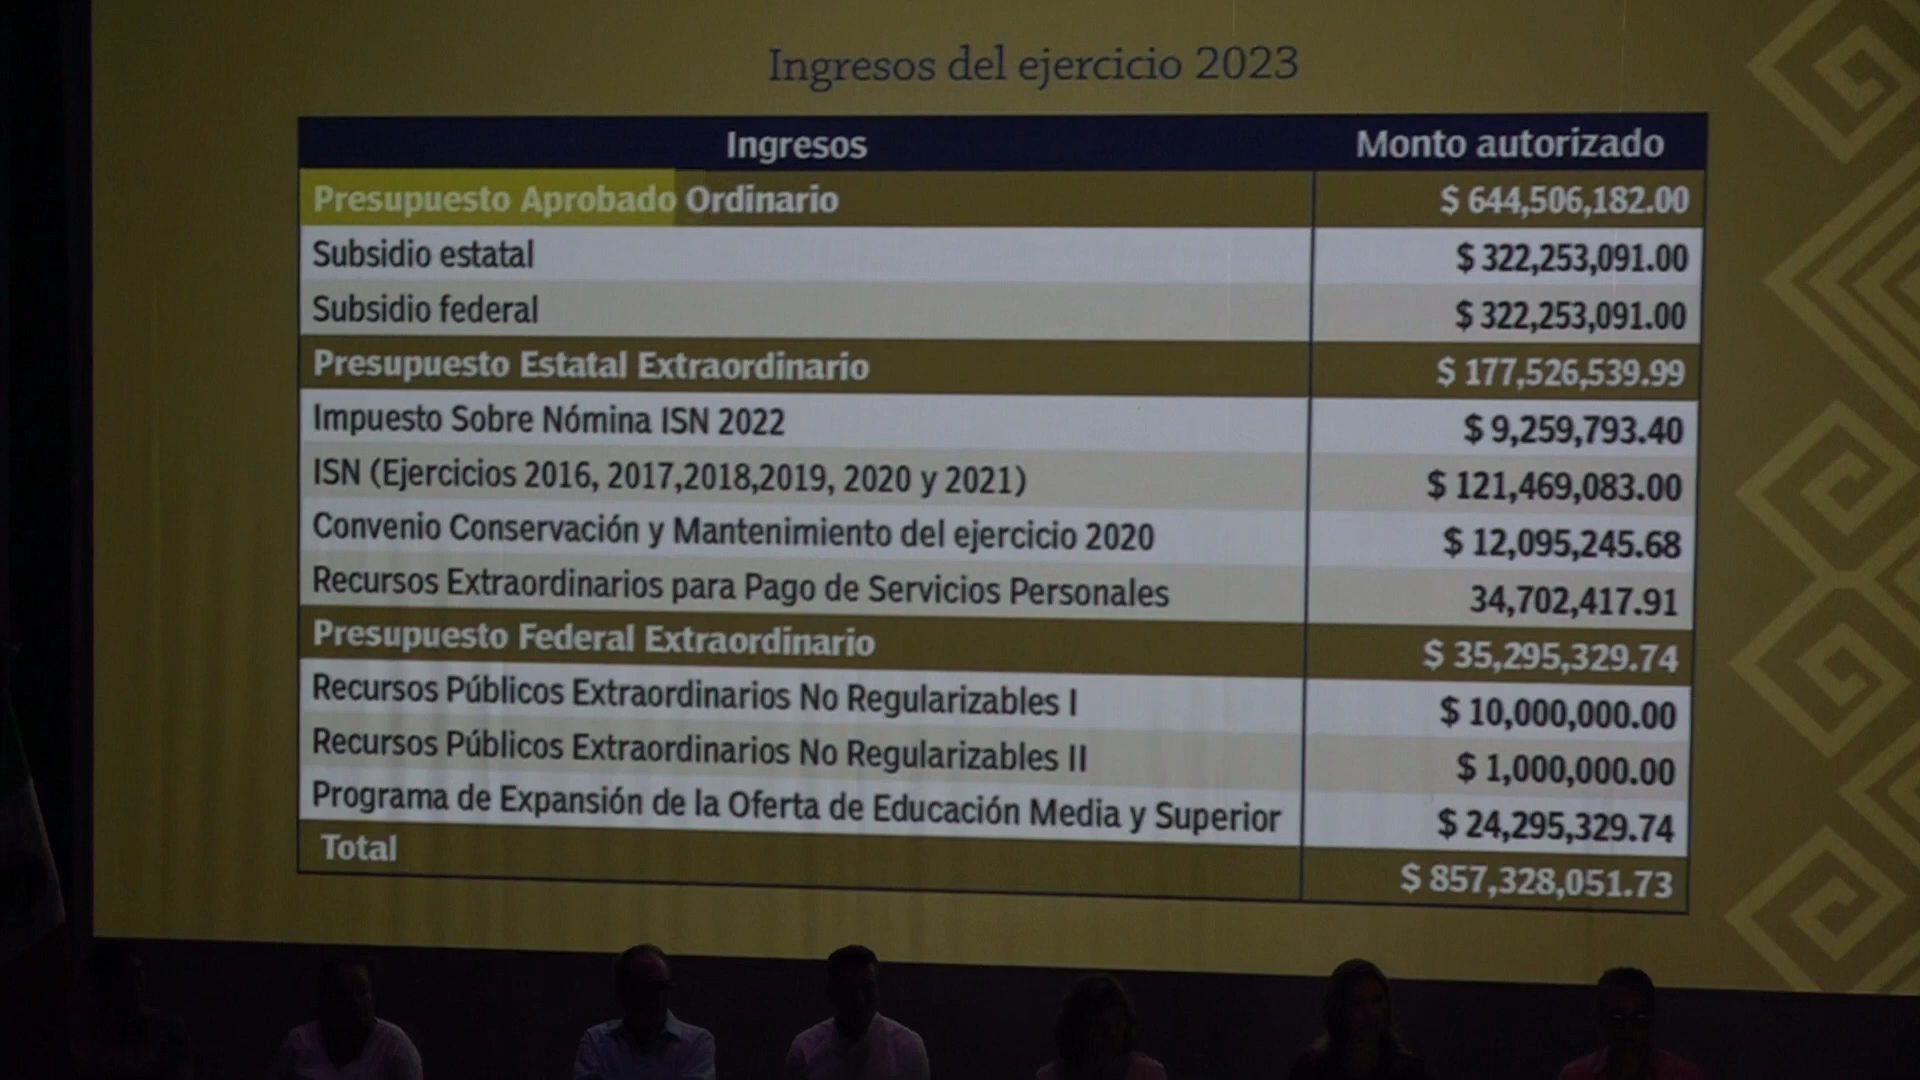 Ingresos del ejercicio 2023
Ingresos Monto autorizado
Presupuesto Aprobado Ordinario $ 644,506,182.00
Subsidio estatal $ 322,253,091.00
Subsidio federal $ 322,253,091.00
Presupuesto Estatal Extraordinario $ 177,526,539.99
Impuesto Sobre Nómina ISN 2022 $ 9,259,793.40
ISN (Ejercicios 2016, 2017,2018,2019, 2020 y 2021) $ 121,469,083.00
Convenio Conservación y Mantenimiento del ejercicio 2020 $ 12,095,245.68
Recursos Extraordinarios para Pago de Servicios Personales 34,702,417.91
Presupuesto Federal Extraordinario $ 35,295,329.74
Recursos Públicos Extraordinarios No Regularizables I $ 10,000,000.00
Recursos Públicos Extraordinarios No Regularizables II $ 1,000,000.00
Programa de Expansión de la Oferta de Educación Media y Superior $ 24,295,329.74
Total $ 857,328,051.73